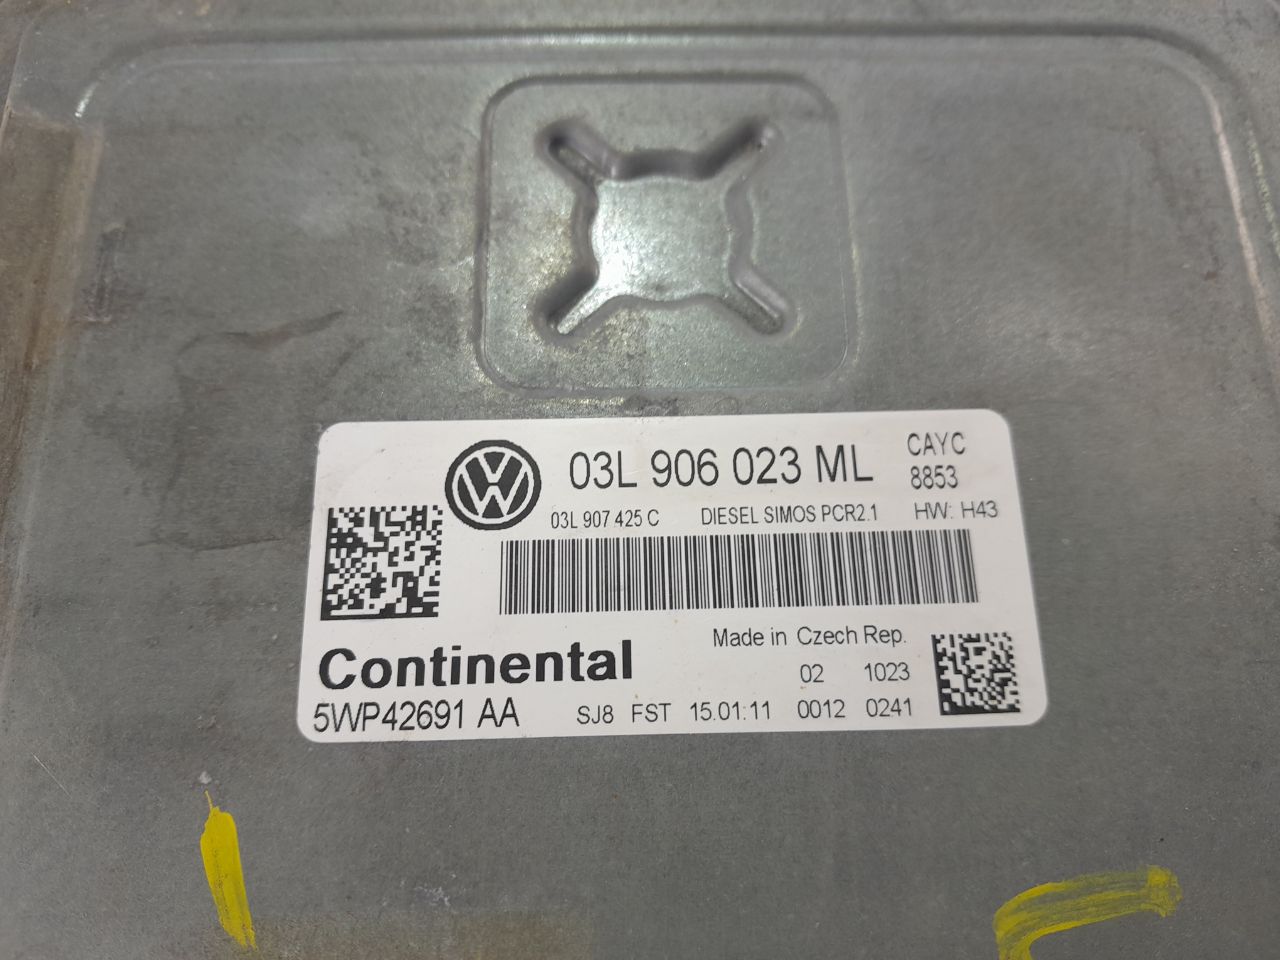 03L 906 023 ML
CAYC
8853
03L 907 425 C DIESEL SIMOS PCR2.1 HW: H43
Continental
Made in Czech Rep.
02 1023
5WP42691 AA SJ8 FST 15.01.11 0012 0241